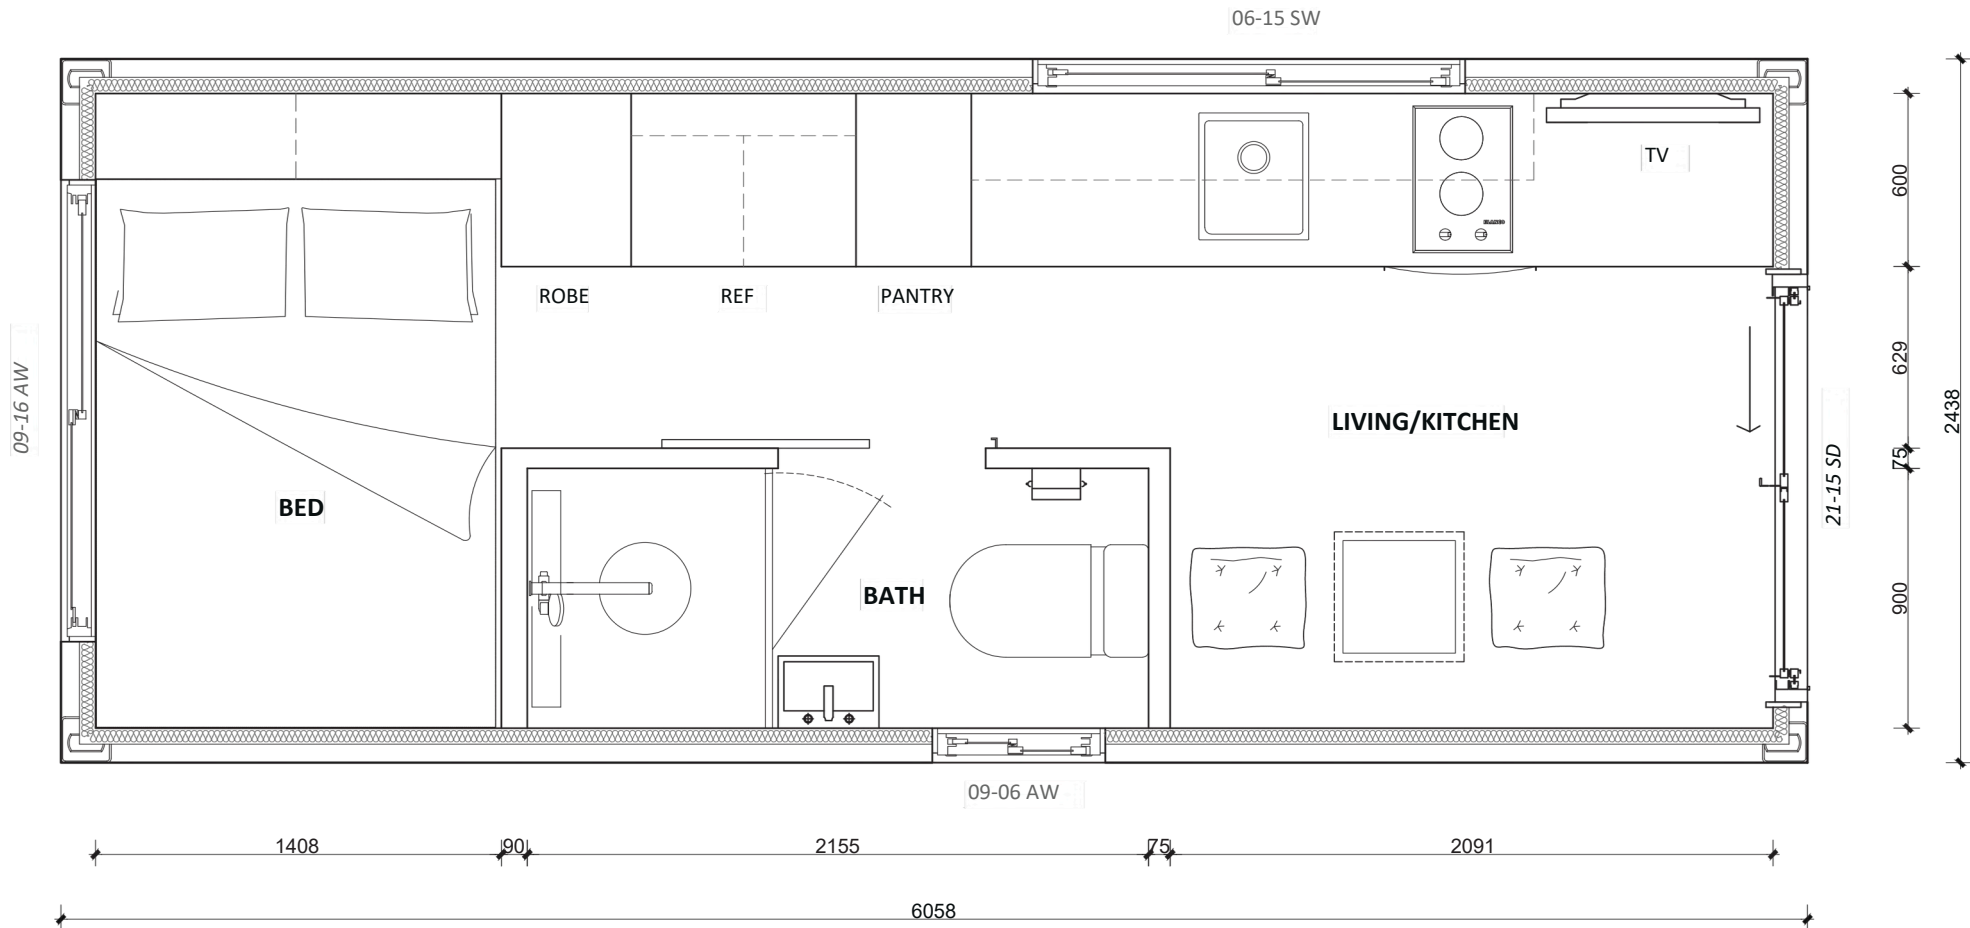 06-15 SW
TV
600
ROBE
REF
PANTRY
629
09-16 AW
2438
LIVING/KITCHEN
75
21-15 SD
BED
BATH
900
09-06 AW
1408
90
2155
75
2091
6058